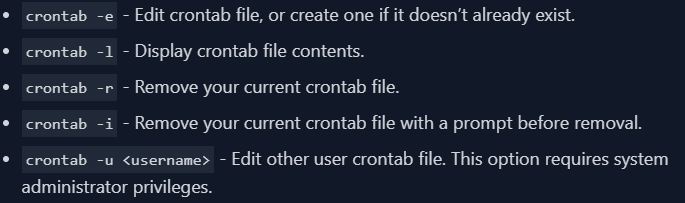 crontab -e - Edit crontab file, or create one if it doesn’t already exist.
crontab -l - Display crontab file contents.
crontab -r - Remove your current crontab file.
crontab -i - Remove your current crontab file with a prompt before removal.
crontab -u <username> - Edit other user crontab file. This option requires system
administrator privileges.